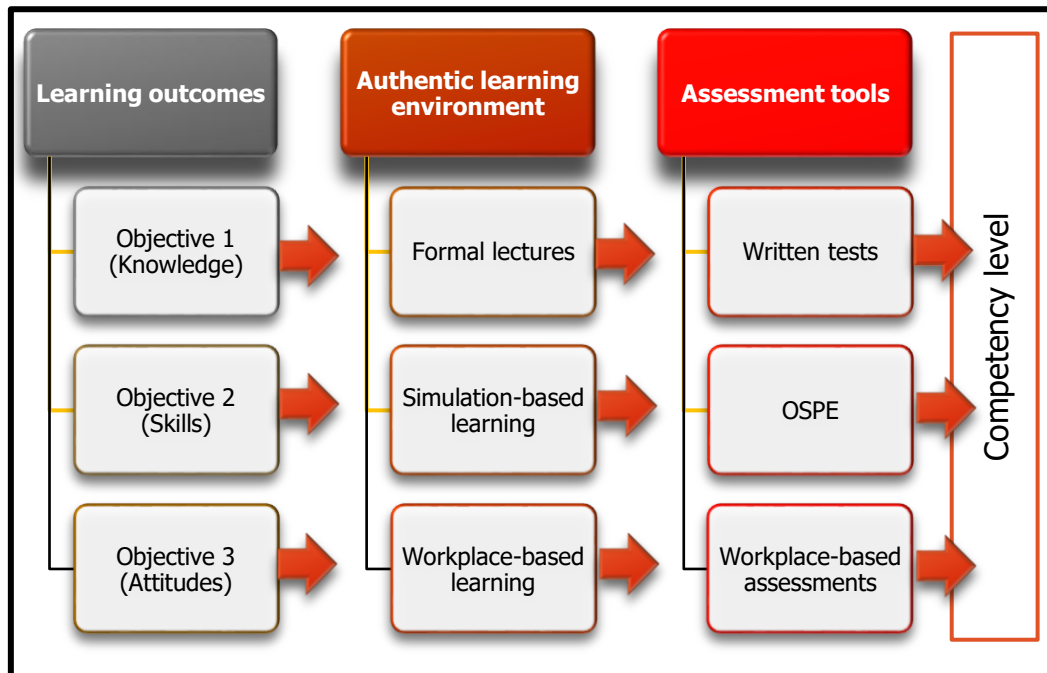 Learning outcomes
Authentic learning
environment
Assessment tools
Objective 1
(Knowledge)
Formal lectures
Written tests
Objective 2
(Skills)
Simulation-based
learning
OSPE
Objective 3
(Attitudes)
Workplace-based
learning
Workplace-based
assessments
Competency level